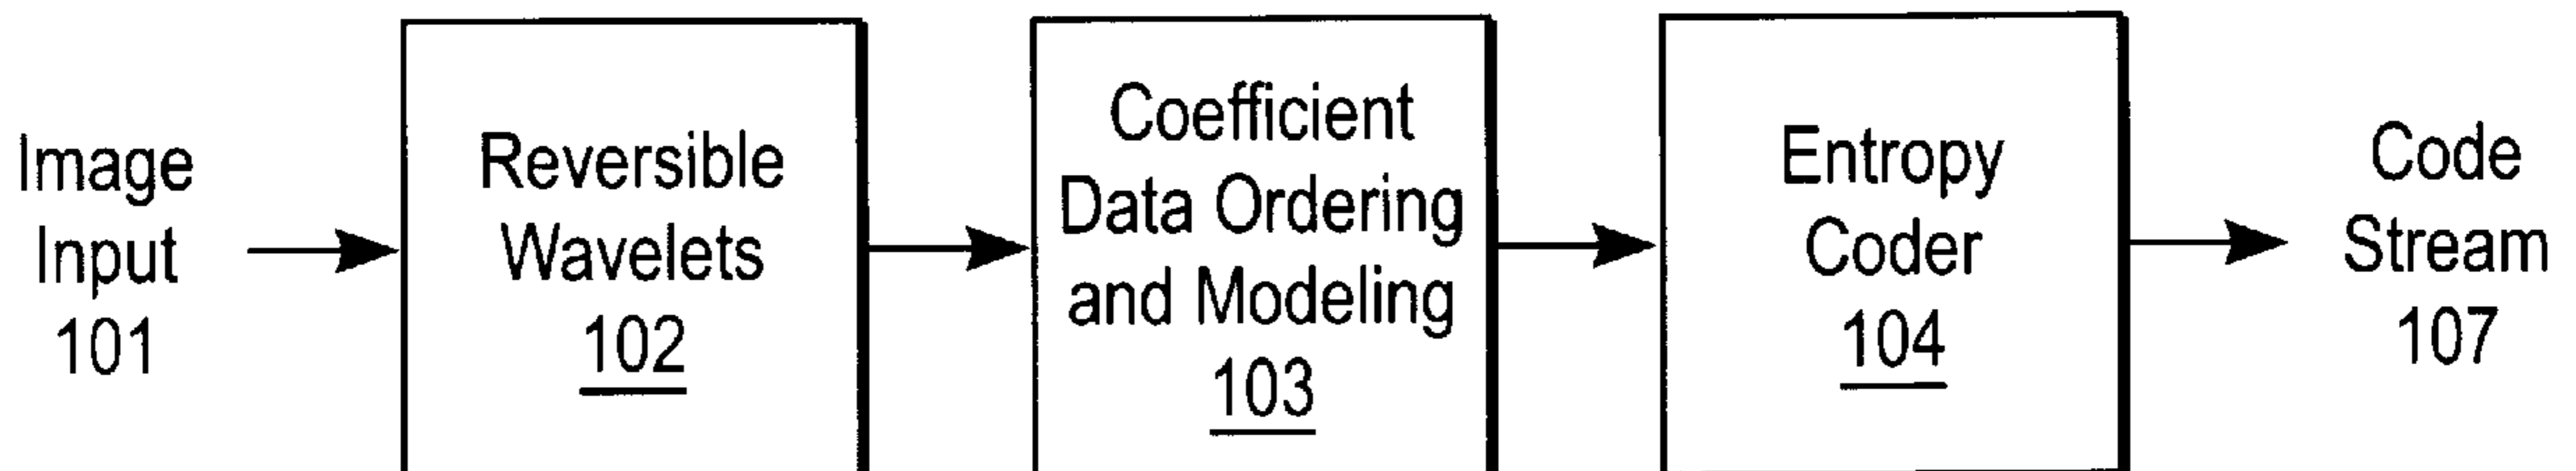 Image
Input
101
Reversible
Wavelets
102
Coefficient
Data Ordering
and Modeling
103
Entropy
Coder
104
Code
Stream
107